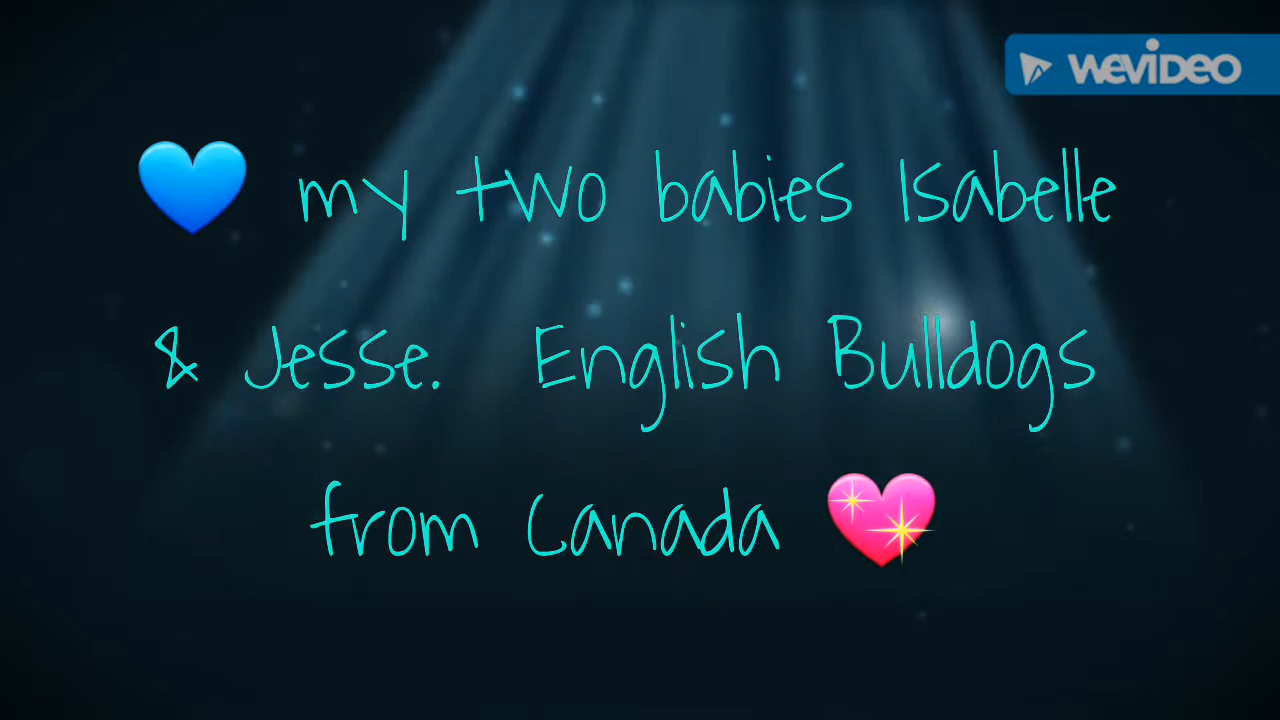 WEVIDEO
💙 my two babies Isabelle
& Jesse. English Bulldogs
from Canada 💖